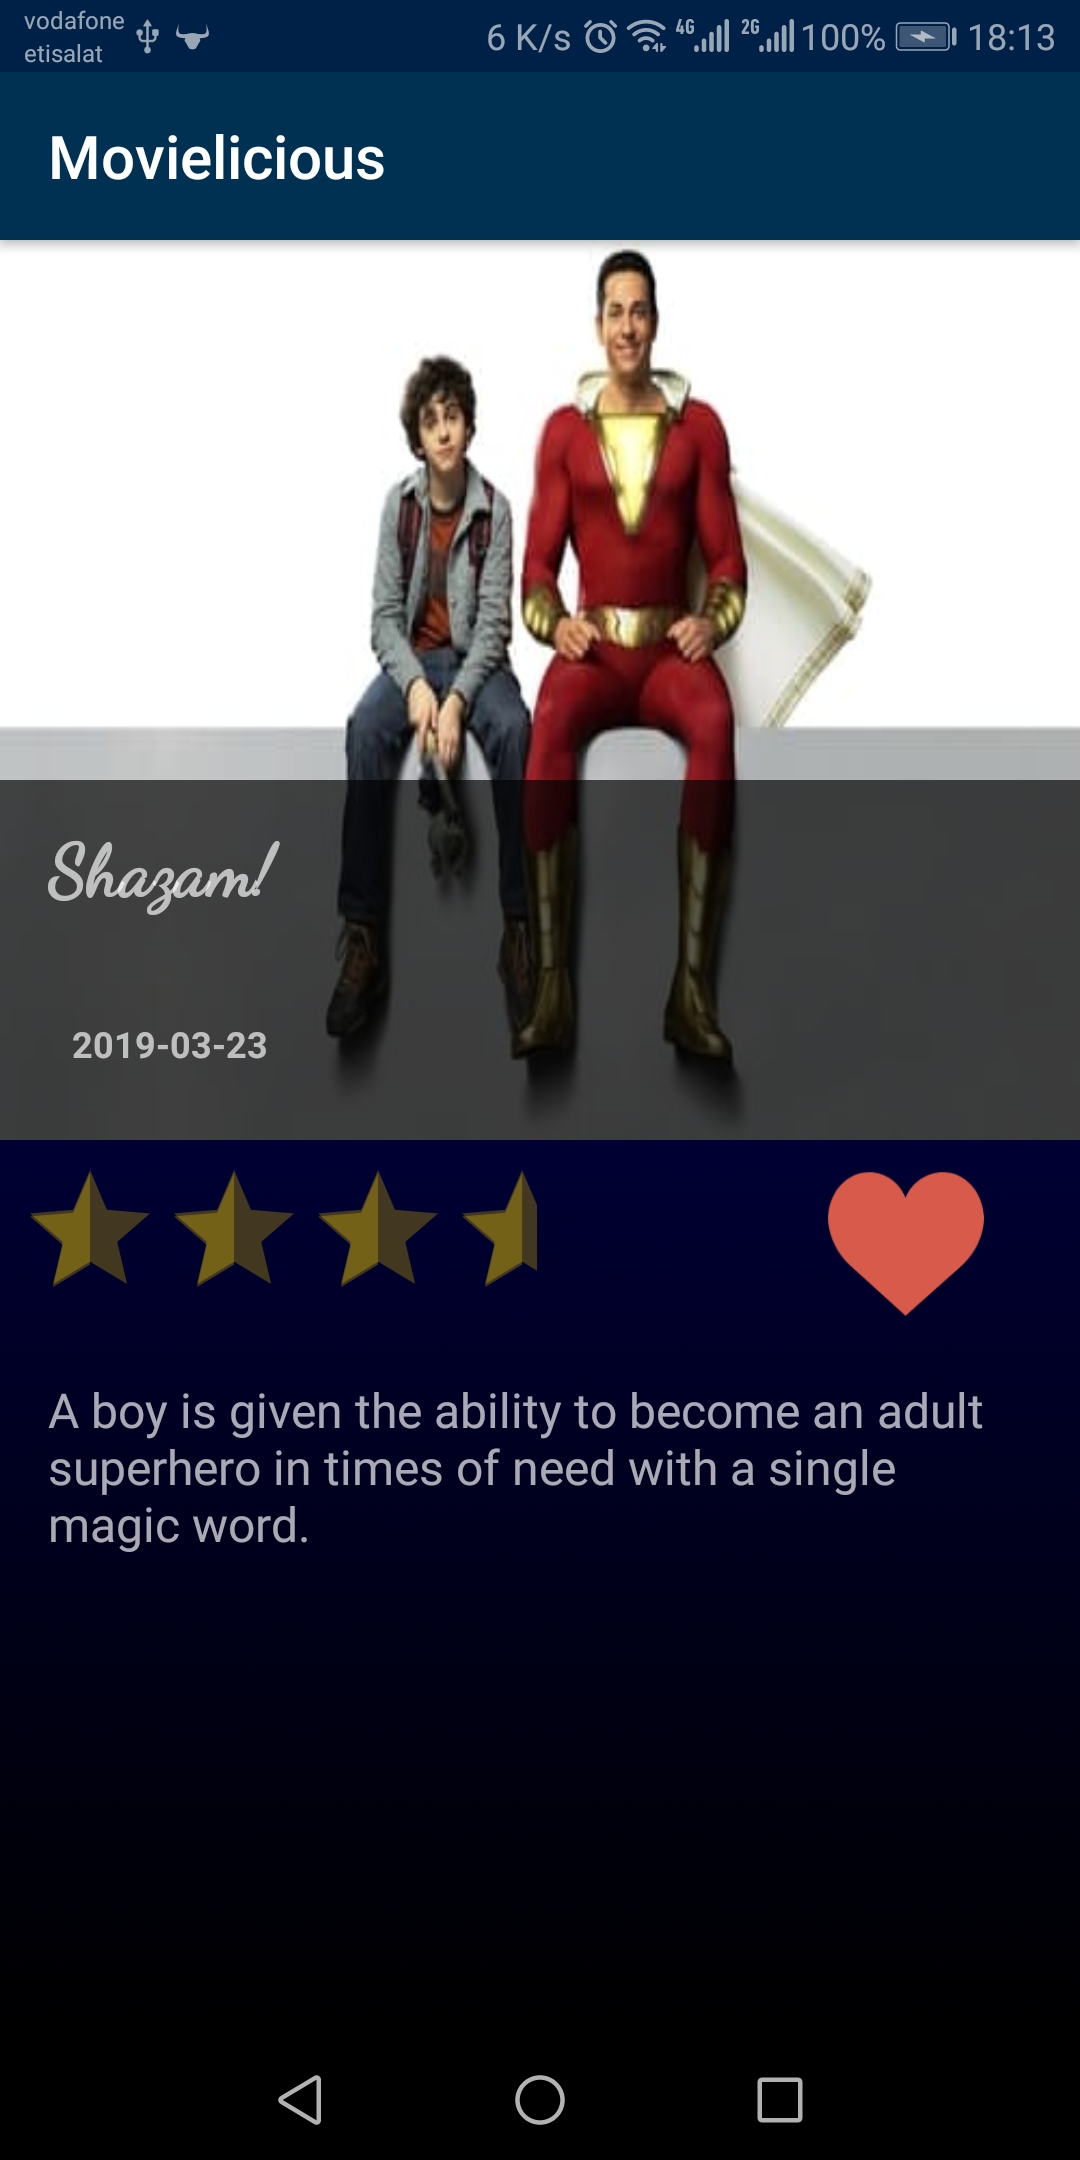 vodafone
etisalat
6 K/s 4G 2G 100% 18:13
Movielicious
Shazam!
2019-03-23
A boy is given the ability to become an adult
superhero in times of need with a single
magic word.